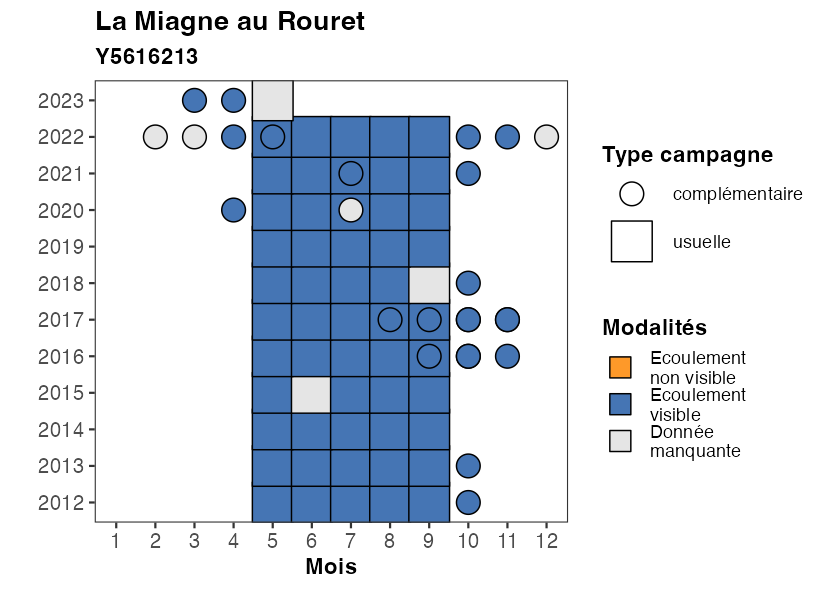 La Miagne au Rouret
Y5616213
2023
2022
2021
2020
2019
2018
2017
2016
2015
2014
2013
2012
1 2 3 4 5 6 7 8 9 10 11 12
Mois
Type campagne
complémentaire
usuelle
Modalités
Ecoulement
non visible
Ecoulement
visible
Donnée
manquante